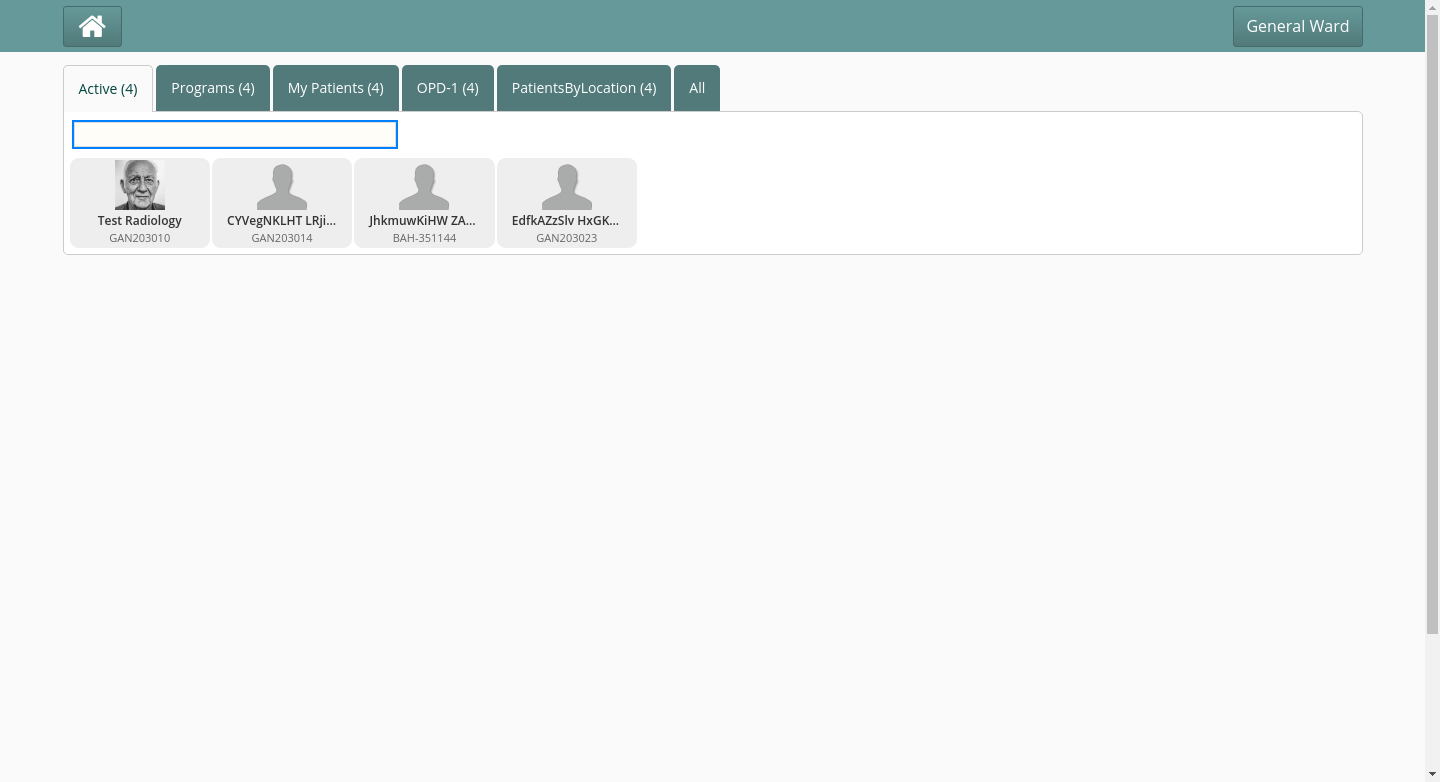 General Ward
Active (4)
Programs (4)
My Patients (4)
OPD-1 (4)
PatientsByLocation (4)
All
Test Radiology
GAN203010
CYVegNKLHT LRji...
GAN203014
JhkmuwKiHW ZA...
BAH-351144
EdfkAZzSlv HxGK...
GAN203023